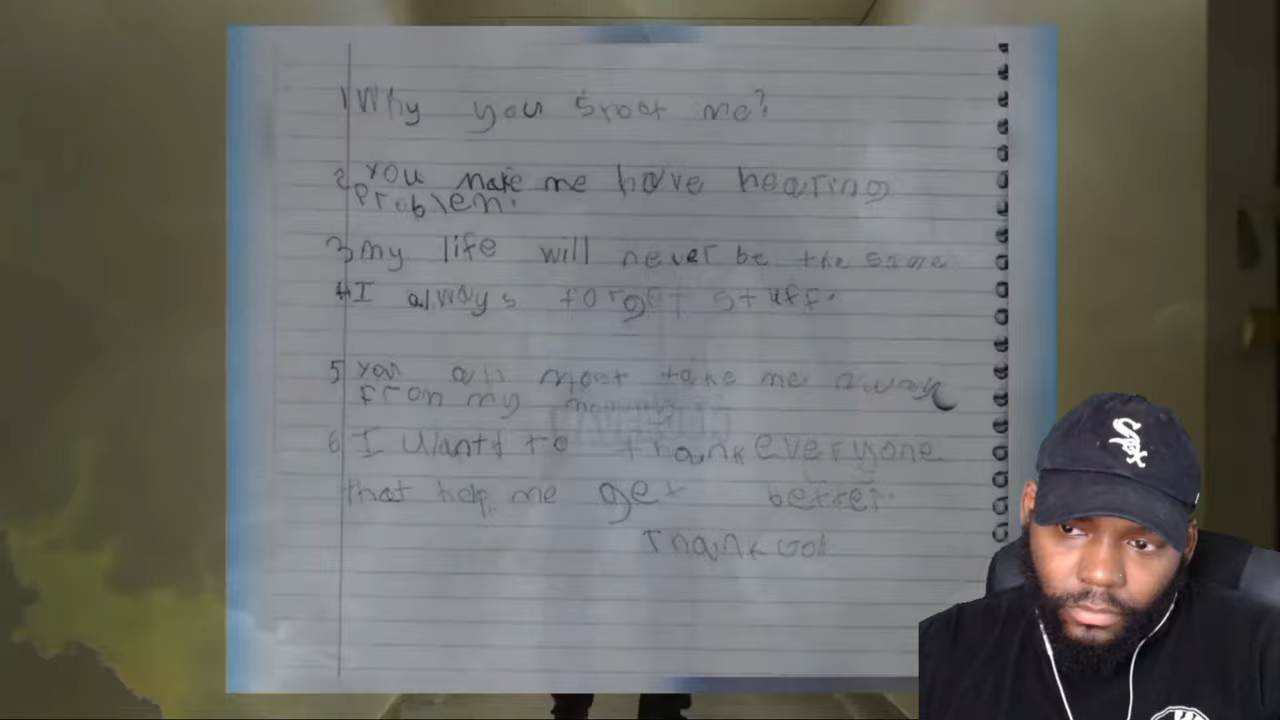 1 Why you shoot me?
2 You make me have hearing
Problem.
3 my life will never be the same
4 I always forget stuff.
5 You all most take me away
from my
6 I Want to thank everyone
that help me get better.
Thank God
Sox